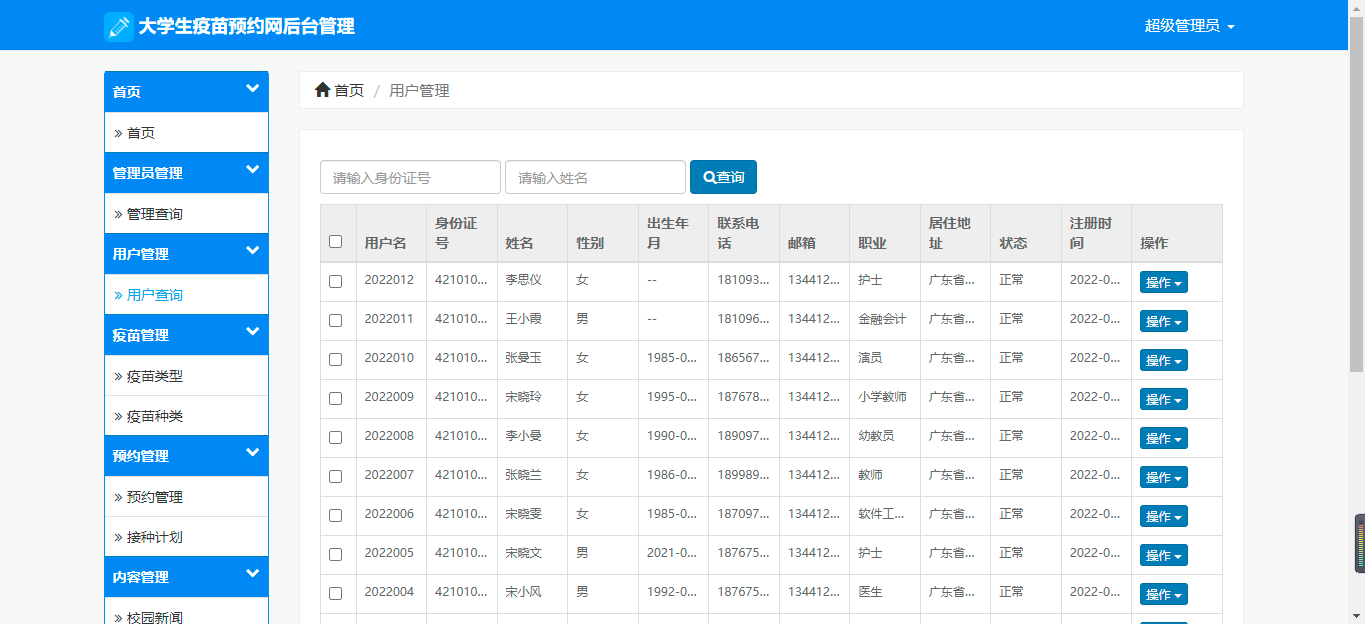 大学生疫苗预约网后台管理
超级管理员
首页
首页
管理员管理
管理查询
用户管理
用户查询
疫苗管理
疫苗类型
疫苗种类
预约管理
预约管理
接种计划
内容管理
校园新闻
首页 / 用户管理
请输入身份证号 请输入姓名 查询
用户名 身份证号 姓名 性别 出生年月 联系电话 邮箱 职业 居住地址 状态 注册时间 操作
2022012 421010... 李思仪 女 -- 181093... 134412... 护士 广东省... 正常 2022-0... 操作
2022011 421010... 王小霞 男 -- 181096... 134412... 金融会计 广东省... 正常 2022-0... 操作
2022010 421010... 张曼玉 女 1985-0... 186567... 134412... 演员 广东省... 正常 2022-0... 操作
2022009 421010... 宋晓玲 女 1995-0... 187678... 134412... 小学教师 广东省... 正常 2022-0... 操作
2022008 421010... 李小曼 女 1990-0... 189097... 134412... 幼教员 广东省... 正常 2022-0... 操作
2022007 421010... 张晓兰 女 1986-0... 189989... 134412... 教师 广东省... 正常 2022-0... 操作
2022006 421010... 宋晓雯 女 1985-0... 187097... 134412... 软件工... 广东省... 正常 2022-0... 操作
2022005 421010... 宋晓文 男 2021-0... 187675... 134412... 护士 广东省... 正常 2022-0... 操作
2022004 421010... 宋小风 男 1992-0... 187675... 134412... 医生 广东省... 正常 2022-0... 操作